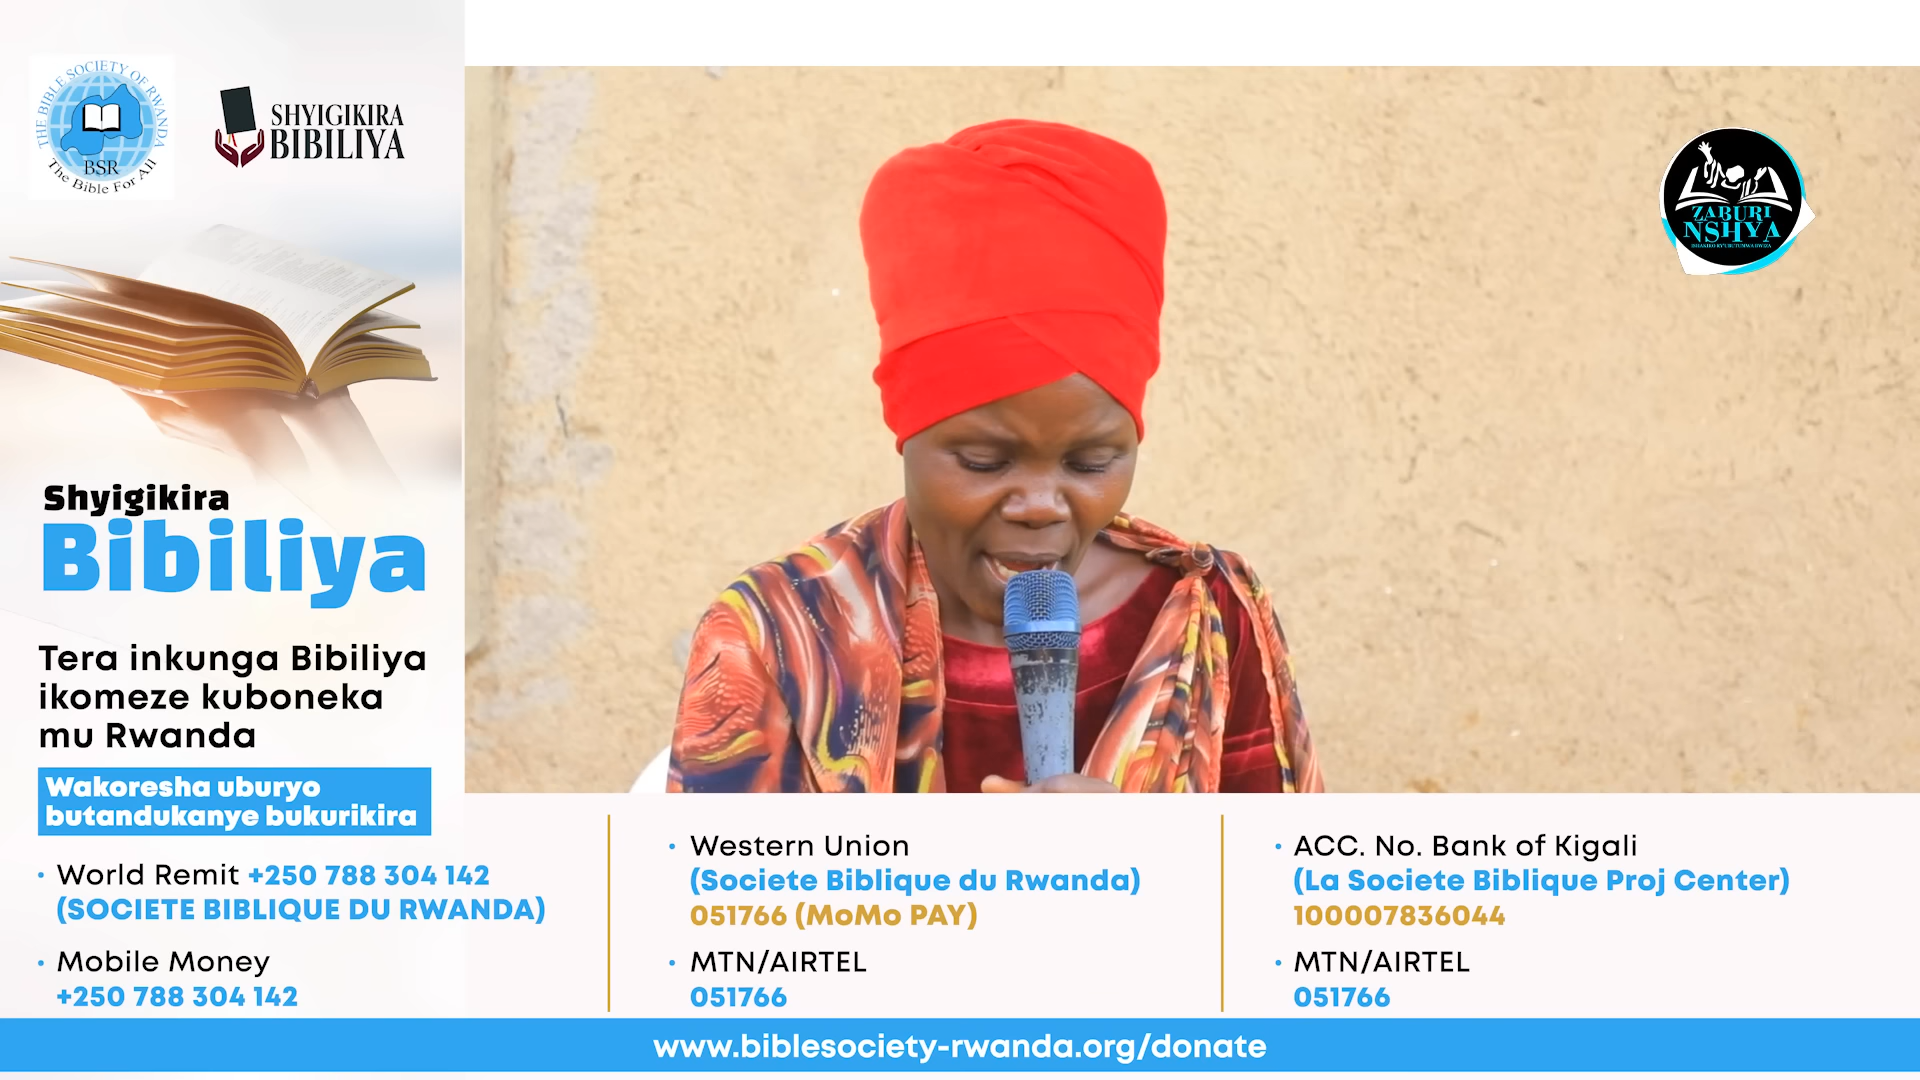 THE BIBLE SOCIETY OF RWANDA
BSR
The Bible For All
SHYIGIKIRA
BIBILIYA
ZABURI
NSHYA
Shyigikira
Bibiliya
Tera inkunga Bibiliya
ikomeze kuboneka
mu Rwanda
Wakoresha uburyo
butandukanye bukurikira
• World Remit +250 788 304 142
(SOCIETE BIBLIQUE DU RWANDA)
• Mobile Money
+250 788 304 142
• Western Union
(Societe Biblique du Rwanda)
051766 (MoMo PAY)
• MTN/AIRTEL
051766
• ACC. No. Bank of Kigali
(La Societe Biblique Proj Center)
100007836044
• MTN/AIRTEL
051766
www.biblesociety-rwanda.org/donate